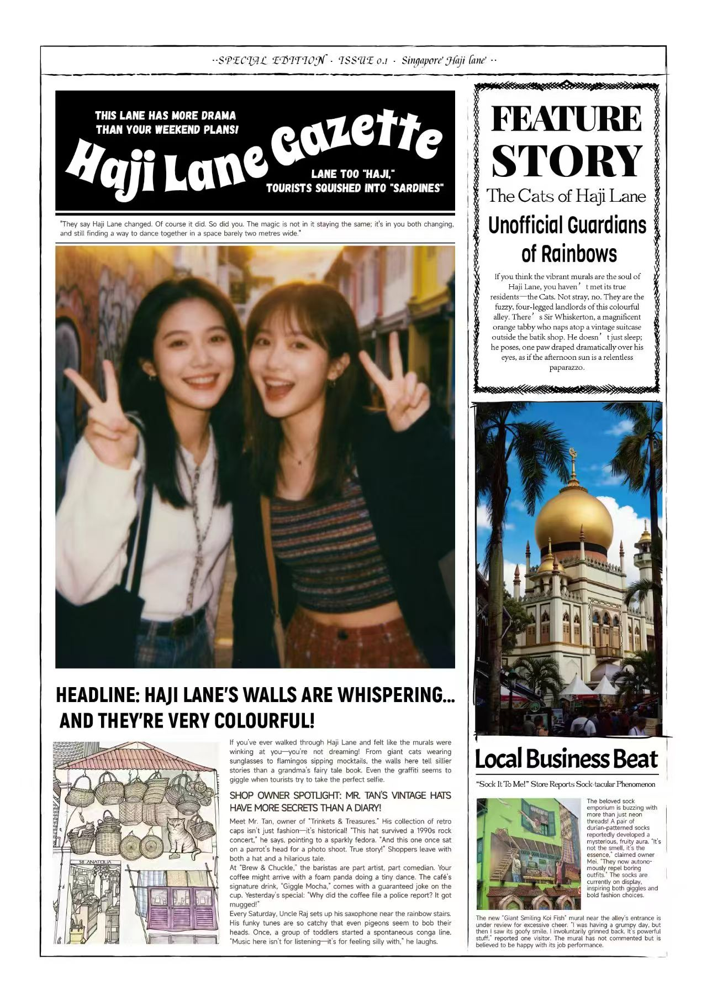 ··SPECIAL EDITION · ISSUE 0.1 · Singapore' Haji lane' ··
THIS LANE HAS MORE DRAMA
THAN YOUR WEEKEND PLANS!
Haji Lane Gazette
LANE TOO "HAJI,"
TOURISTS SQUISHED INTO "SARDINES"
"They say Haji Lane changed. Of course it did. So did you. The magic is not in it staying the same; it's in you both changing,
and still finding a way to dance together in a space barely two metres wide."
HEADLINE: HAJI LANE'S WALLS ARE WHISPERING...
AND THEY'RE VERY COLOURFUL!
58 ANATOLIA
If you've ever walked through Haji Lane and felt like the murals were
winking at you—you're not dreaming! From giant cats wearing
sunglasses to flamingos sipping mocktails, the walls here tell sillier
stories than a grandma's fairy tale book. Even the graffiti seems to
giggle when tourists try to take the perfect selfie.
SHOP OWNER SPOTLIGHT: MR. TAN'S VINTAGE HATS
HAVE MORE SECRETS THAN A DIARY!
Meet Mr. Tan, owner of "Trinkets & Treasures." His collection of retro
caps isn't just fashion—it's historical! "This hat survived a 1990s rock
concert," he says, pointing to a sparkly fedora. "And this one once sat
on a parrot's head for a photo shoot. True story!" Shoppers leave with
both a hat and a hilarious tale.
At "Brew & Chuckle," the baristas are part artist, part comedian. Your
coffee might arrive with a foam panda doing a tiny dance. The café's
signature drink, "Giggle Mocha," comes with a guaranteed joke on the
cup. Yesterday's special: "Why did the coffee file a police report? It got
mugged!"
Every Saturday, Uncle Raj sets up his saxophone near the rainbow stairs.
His funky tunes are so catchy that even pigeons seem to bob their
heads. Once, a group of toddlers started a spontaneous conga line.
"Music here isn't for listening—it's for feeling silly with," he laughs.
FEATURE
STORY
The Cats of Haji Lane
Unofficial Guardians
of Rainbows
If you think the vibrant murals are the soul of
Haji Lane, you haven’t met its true
residents—the Cats. Not stray, no. They are the
fuzzy, four-legged landlords of this colourful
alley. There’s Sir Whiskerton, a magnificent
orange tabby who naps atop a vintage suitcase
outside the batik shop. He doesn’t just sleep;
he poses, one paw draped dramatically over his
eyes, as if the afternoon sun is a relentless
paparazzo.
Local Business Beat
“Sock It To Me!” Store Reports Sock-tacular Phenomenon
The beloved sock
emporium is buzzing with
more than just neon
threads! A pair of
durian-patterned socks
reportedly developed a
mysterious, fruity aura. "It's
not the smell, it's the
essence," claimed owner
Mei. "They now autono-
mously repel boring
outfits." The socks are
currently on display,
inspiring both giggles and
bold fashion choices.
The new "Giant Smiling Koi Fish" mural near the alley's entrance is
under review for excessive cheer. "I was having a grumpy day, but
then I saw its goofy smile. I involuntarily grinned back. It's powerful
stuff," reported one visitor. The mural has not commented but is
believed to be happy with its job performance.